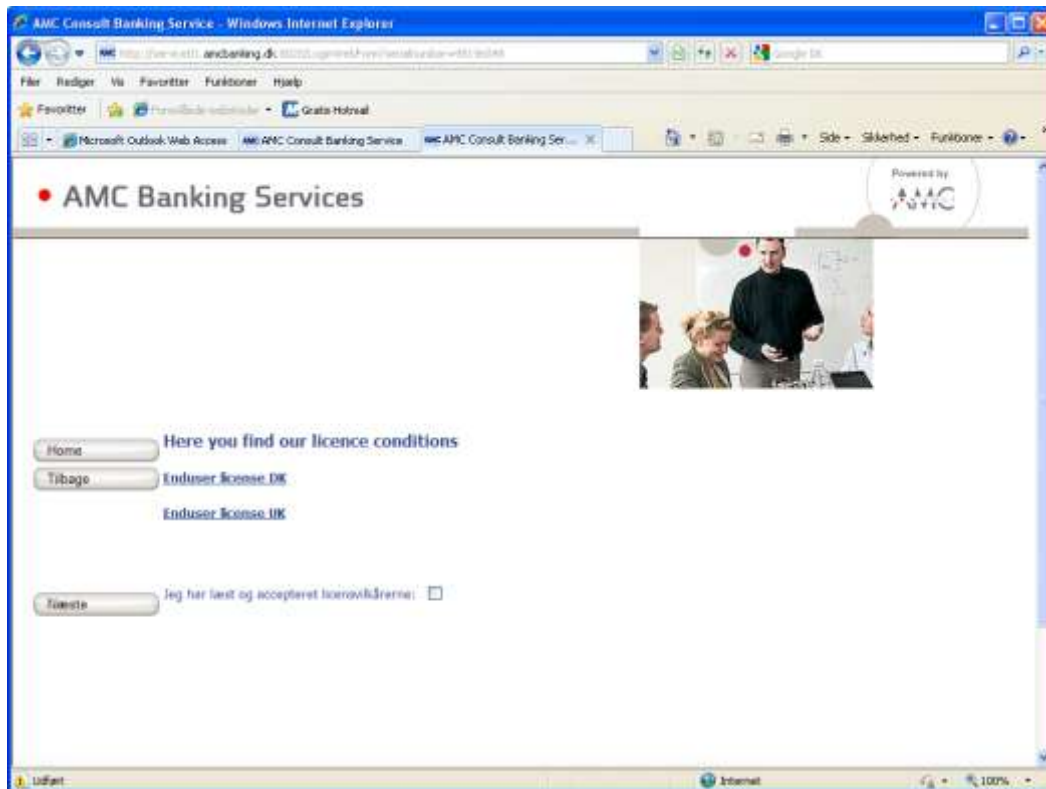 AMC Consult Banking Service - Windows Internet Explorer
amcbanking.dk
Filer Rediger Vis Favoritter Funktioner Hjælp
Favoritter Gratis Hotmail
Microsoft Outlook Web Access AMC Consult Banking Service AMC Consult Banking Ser... Side Sikkerhed Funktioner
AMC Banking Services
Powered by
AMC
Home
Here you find our licence conditions
Tilbage
Enduser license DK
Enduser license UK
Næste
Jeg har læst og accepteret licensvilkårerne:
Udført Internet 100%